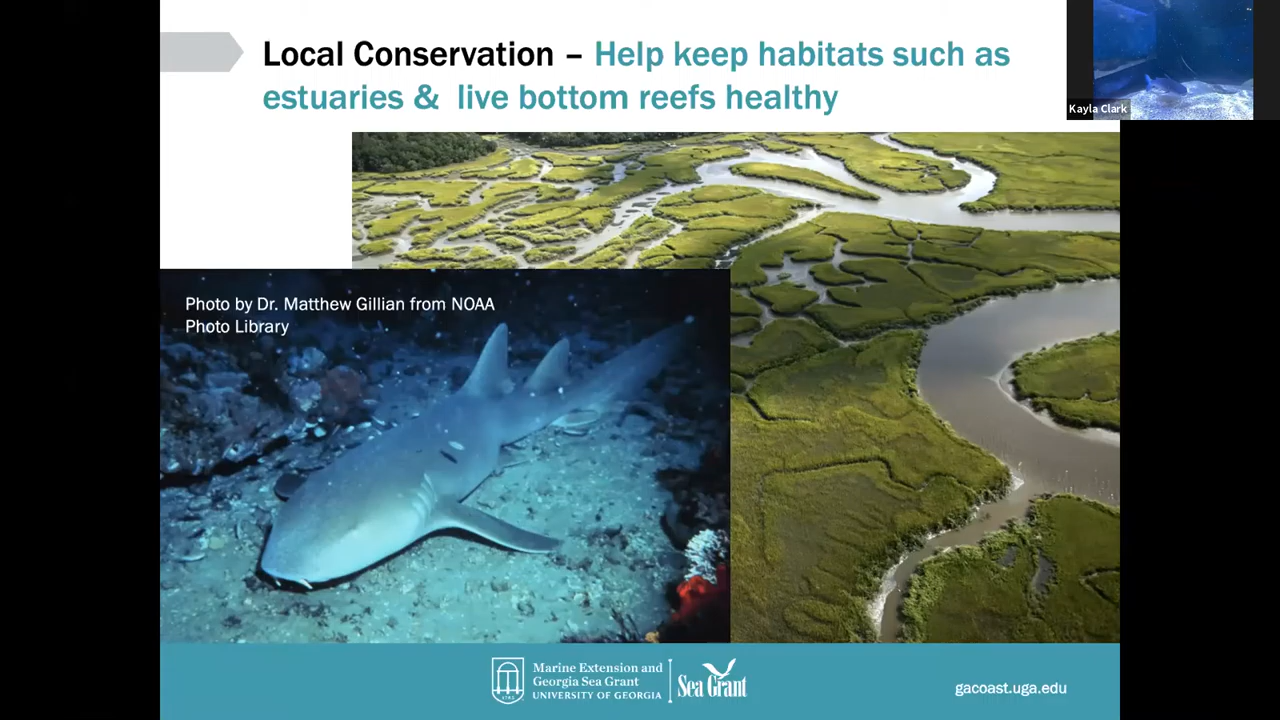 Local Conservation – Help keep habitats such as
estuaries & live bottom reefs healthy
Kayla Clark
Photo by Dr. Matthew Gillian from NOAA
Photo Library
Marine Extension and
Georgia Sea Grant
UNIVERSITY OF GEORGIA
1785
Sea Grant
gacoast.uga.edu